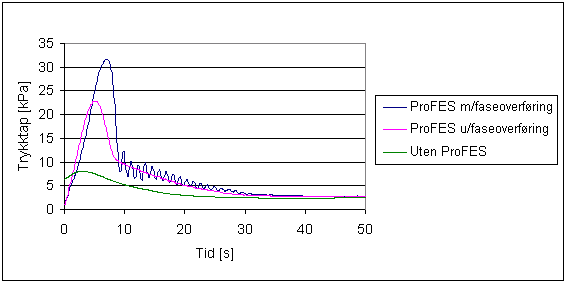 35
30
25
20
15
10
5
0
Trykktap [kPa]
0 10 20 30 40 50
Tid [s]
ProFES m/faseoverføring
ProFES u/faseoverføring
Uten ProFES